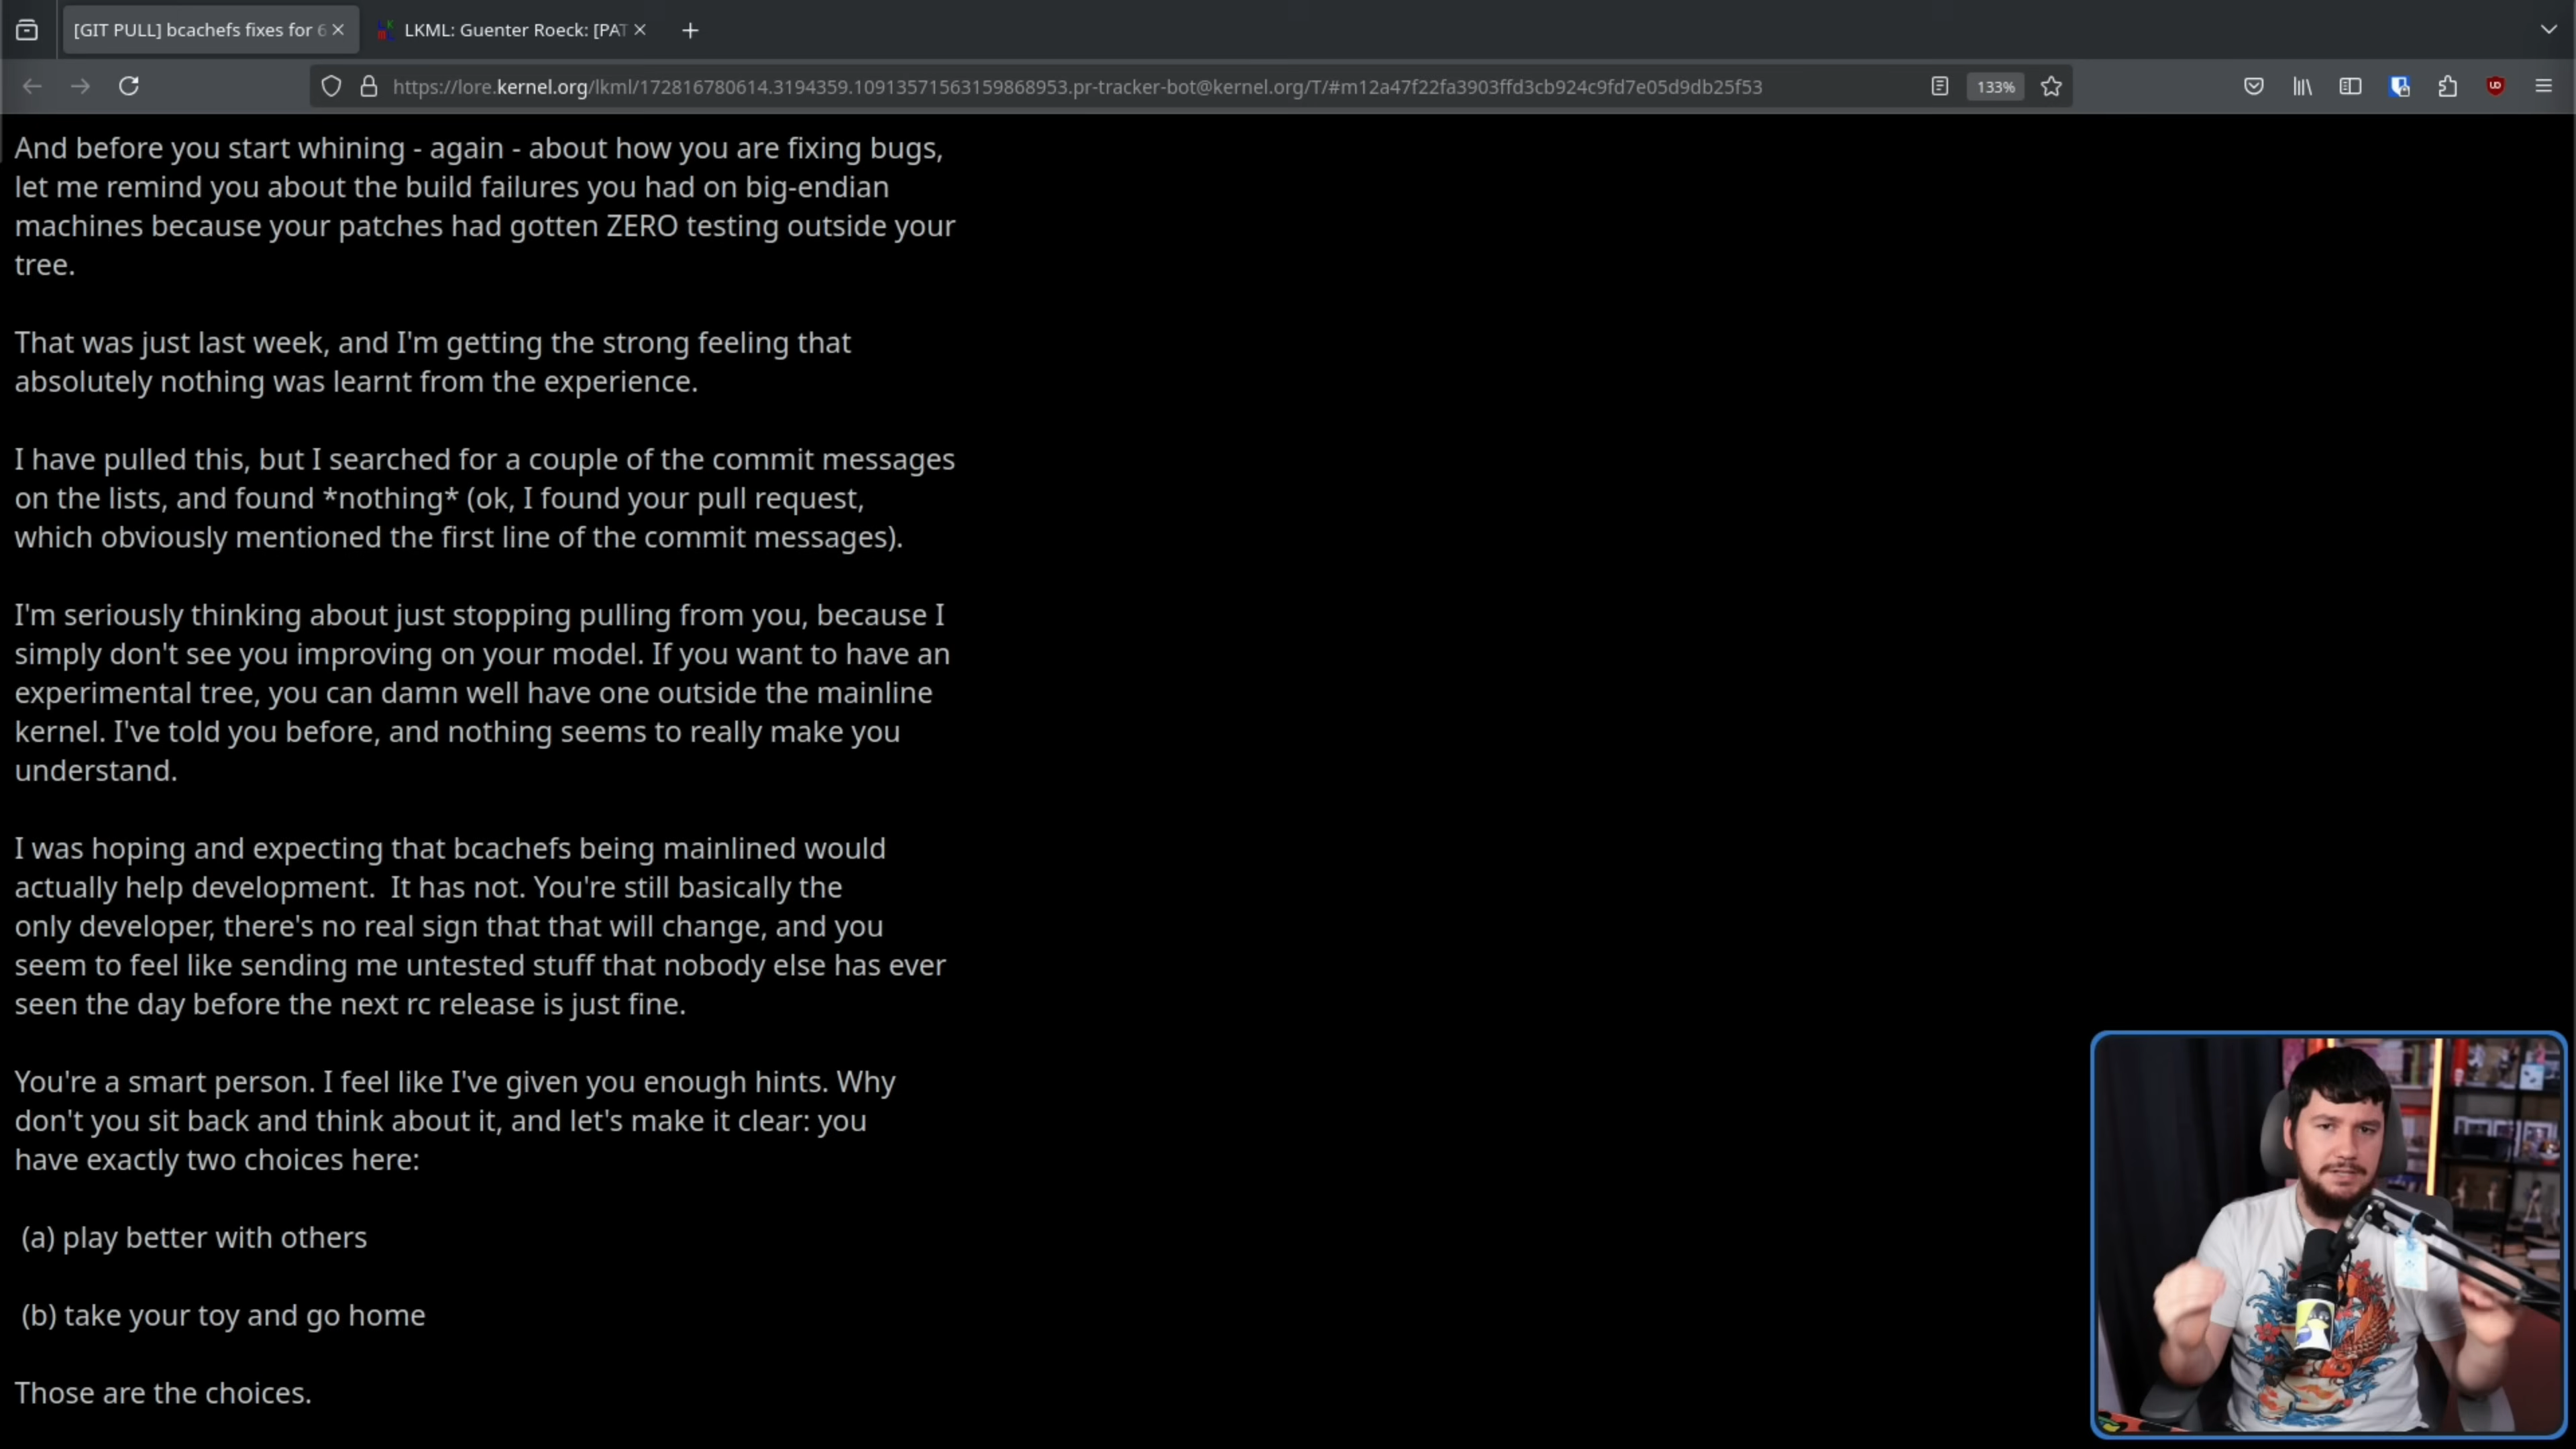 [GIT PULL] bcachefs fixes for 6
LKML: Guenter Roeck: [PAT
https://lore.kernel.org/lkml/172816780614.3194359.10913571563159868953.pr-tracker-bot@kernel.org/T/#m12a47f22fa3903ffd3cb924c9fd7e05d9db25f53
133%
And before you start whining - again - about how you are fixing bugs,
let me remind you about the build failures you had on big-endian
machines because your patches had gotten ZERO testing outside your
tree.
That was just last week, and I'm getting the strong feeling that
absolutely nothing was learnt from the experience.
I have pulled this, but I searched for a couple of the commit messages
on the lists, and found *nothing* (ok, I found your pull request,
which obviously mentioned the first line of the commit messages).
I'm seriously thinking about just stopping pulling from you, because I
simply don't see you improving on your model. If you want to have an
experimental tree, you can damn well have one outside the mainline
kernel. I've told you before, and nothing seems to really make you
understand.
I was hoping and expecting that bcachefs being mainlined would
actually help development.  It has not. You're still basically the
only developer, there's no real sign that that will change, and you
seem to feel like sending me untested stuff that nobody else has ever
seen the day before the next rc release is just fine.
You're a smart person. I feel like I've given you enough hints. Why
don't you sit back and think about it, and let's make it clear: you
have exactly two choices here:
(a) play better with others
(b) take your toy and go home
Those are the choices.